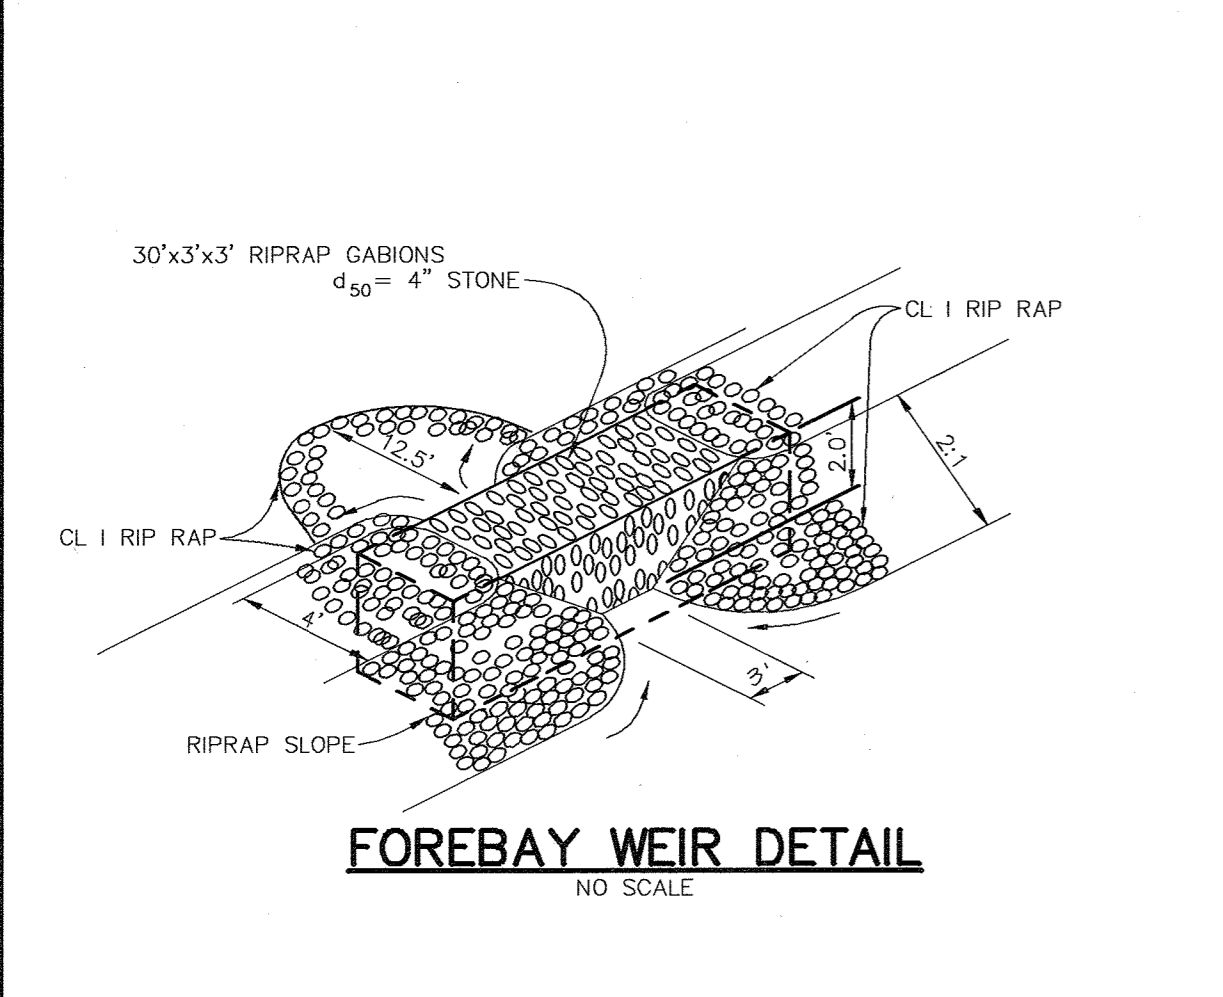 30'x3'x3' RIPRAP GABIONS
d50= 4" STONE
CL I RIP RAP
12.5'
2.0'
2:1
CL I RIP RAP
4'
3'
RIPRAP SLOPE
FOREBAY WEIR DETAIL
NO SCALE